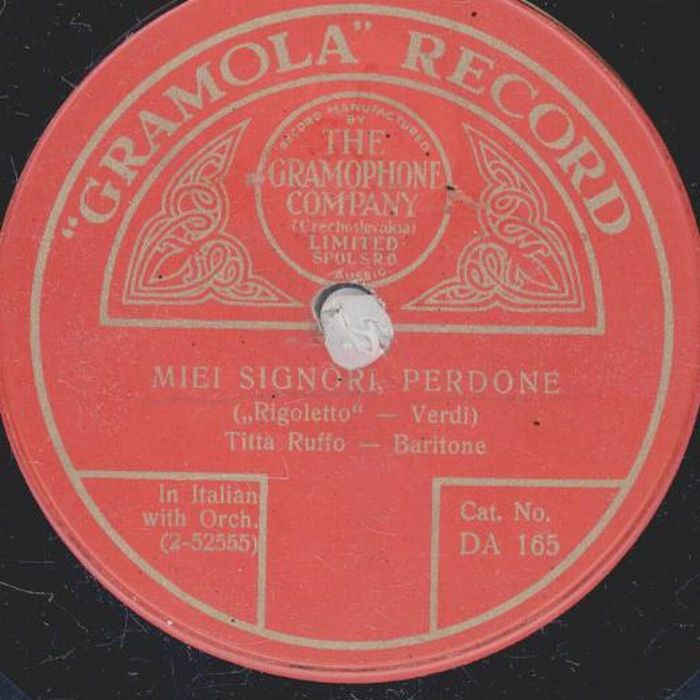 "GRAMOLA" RECORD
RECORD MANUFACTURED
BY
THE
GRAMOPHONE
COMPANY
(Czechoslovakia)
LIMITED
SPOL.S.R.O
AUSSIG
MIEI SIGNORI, PERDONE
(„Rigoletto“ — Verdi)
Titta Ruffo — Baritone
In Italian
with Orch.
(2-52555)
Cat. No.
DA 165